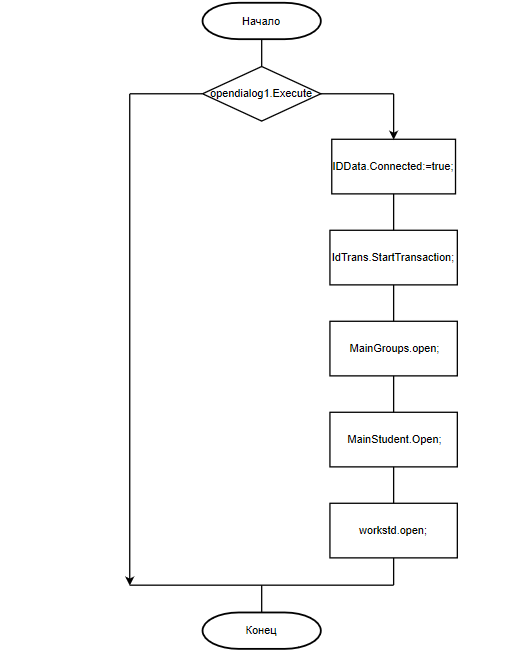 Начало
opendialog1.Execute
IDData.Connected:=true;
IdTrans.StartTransaction;
MainGroups.open;
MainStudent.Open;
workstd.open;
Конец